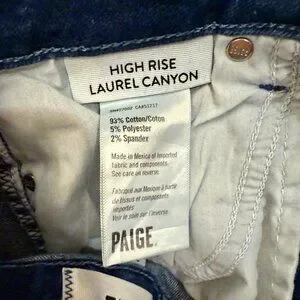 HIGH RISE
LAUREL CANYON
93% Cotton/Coton
5% Polyester
2% Spandex
Made in Mexico of imported
fabric and components.
See care on reverse.
Fabriqué aux Mexique à partir
de tissus et composants
importés
Voir le soin sur l'inverse.
PAIGE